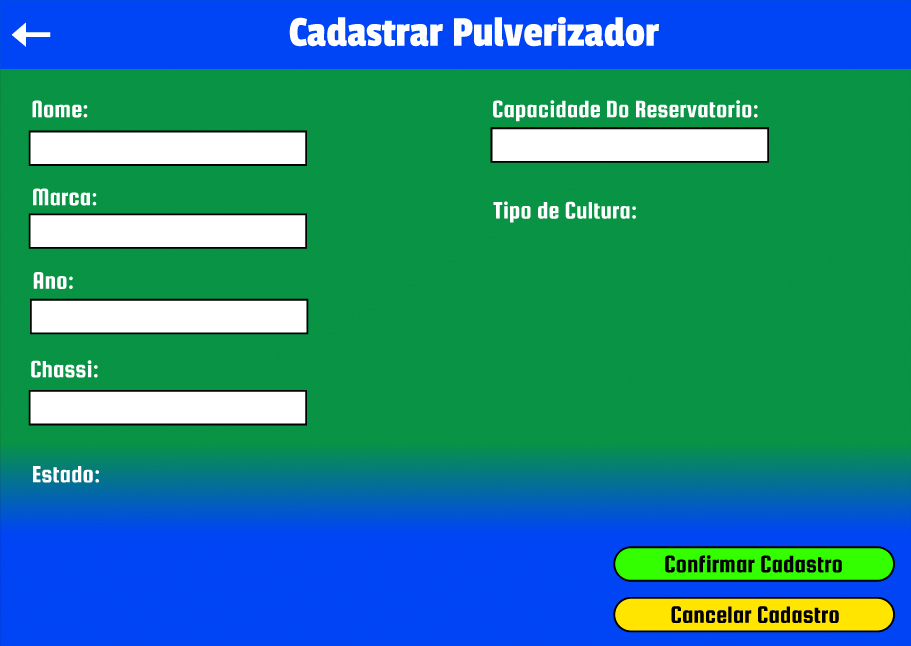 Cadastrar Pulverizador
Nome:
Marca:
Ano:
Chassi:
Estado:
Capacidade Do Reservatorio:
Tipo de Cultura:
Confirmar Cadastro
Cancelar Cadastro